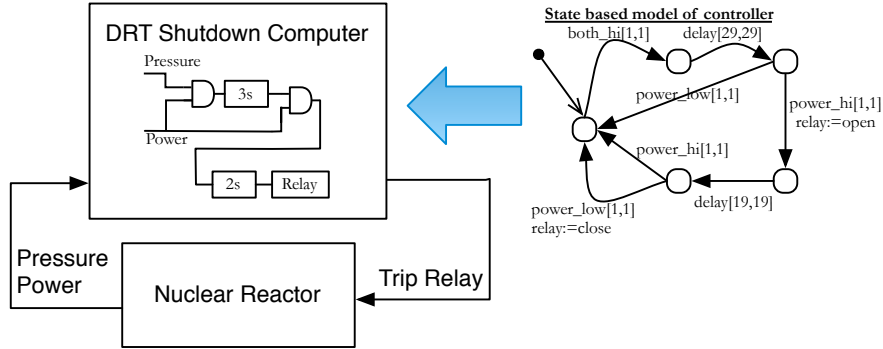 State based model of controller
DRT Shutdown Computer
Pressure
3s
Power
2s
Relay
both_hi[1,1]
delay[29,29]
power_low[1,1]
power_hi[1,1]
relay:=open
power_hi[1,1]
power_low[1,1]
relay:=close
delay[19,19]
Pressure
Power
Nuclear Reactor
Trip Relay